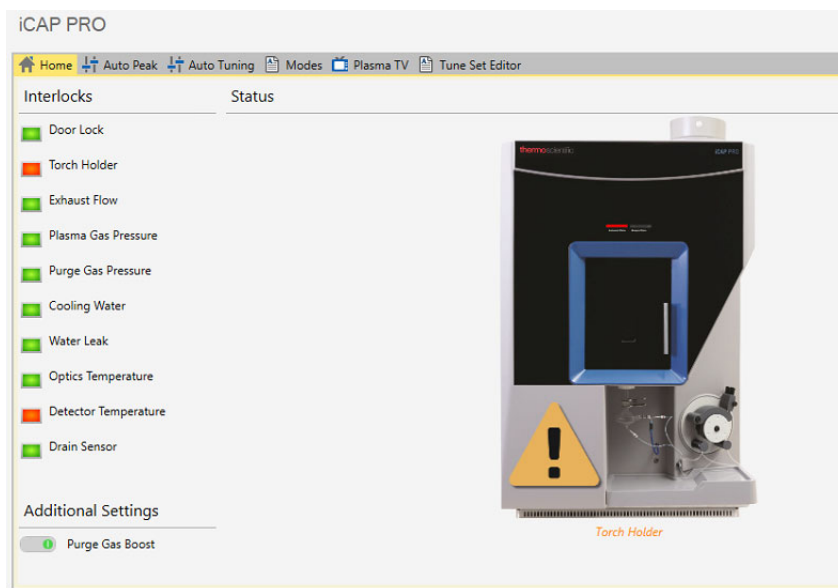 iCAP PRO
Home Auto Peak Auto Tuning Modes Plasma TV Tune Set Editor
Interlocks
Status
Door Lock
Torch Holder
Exhaust Flow
Plasma Gas Pressure
Purge Gas Pressure
Cooling Water
Water Leak
Optics Temperature
Detector Temperature
Drain Sensor
Additional Settings
Purge Gas Boost
thermoscientific
iCAP PRO
Torch Holder